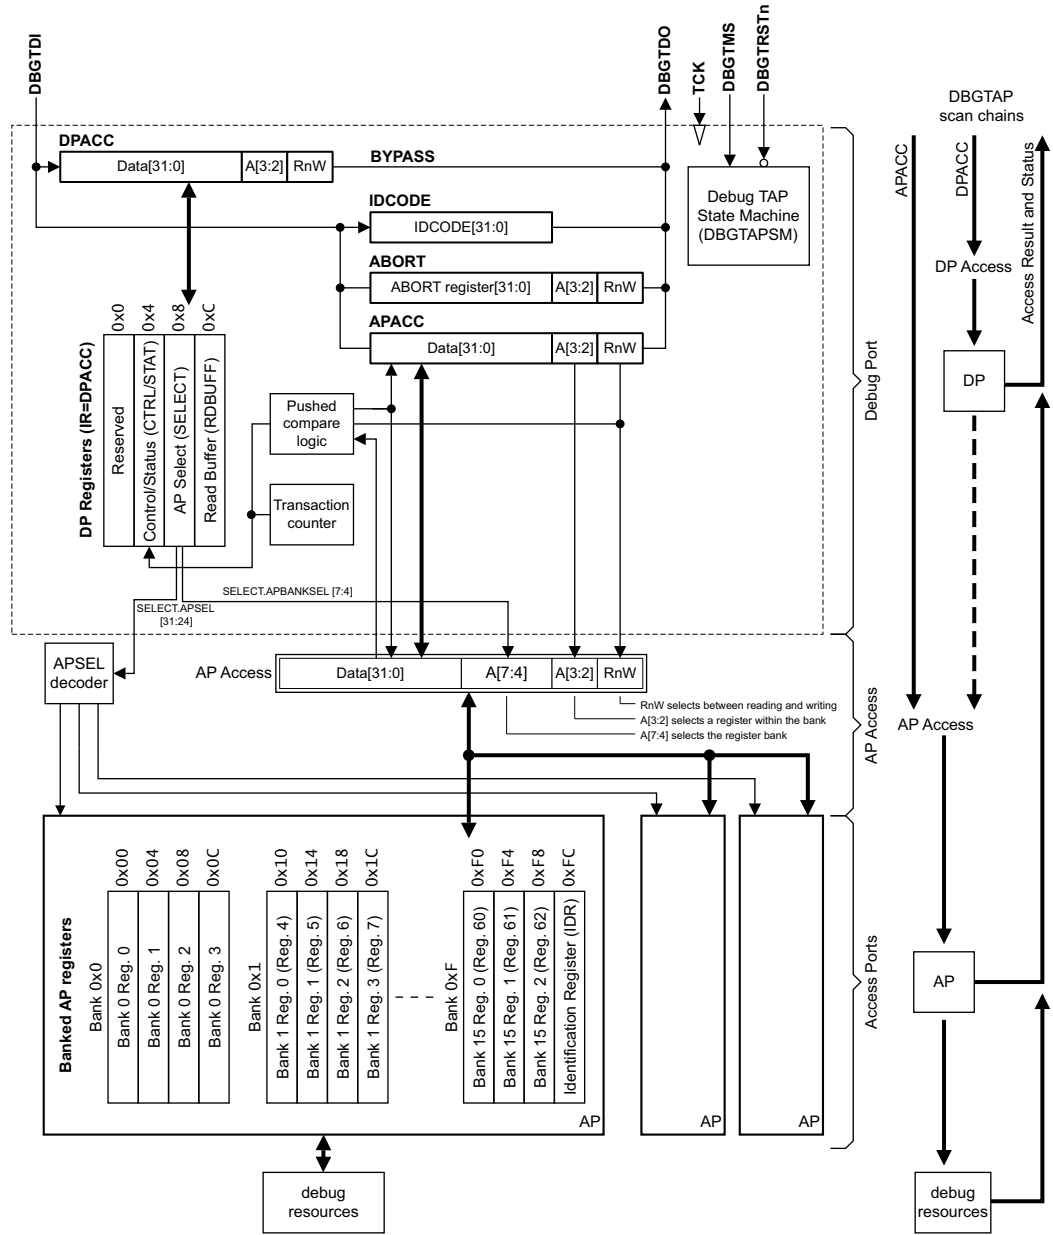 DBGTDI
DBGTDO
TCK
DBGTMS
DBGTRSTn
DBGTAP
scan chains
DPACC
Data[31:0]
A[3:2]
RnW
BYPASS
IDCODE
IDCODE[31:0]
ABORT
ABORT register[31:0]
A[3:2]
RnW
APACC
Data[31:0]
A[3:2]
RnW
Debug TAP
State Machine
(DBGTAPSM)
Debug Port
APACC
DPACC
Access Result and Status
DP Access
DP
DP Registers (IR=DPACC)
0x0
0x4
0x8
0xC
Reserved
Control/Status (CTRL/STAT)
AP Select (SELECT)
Read Buffer (RDBUFF)
Pushed
compare
logic
Transaction
counter
SELECT.APBANKSEL [7:4]
SELECT.APSEL
[31:24]
APSEL
decoder
AP Access
Data[31:0]
A[7:4]
A[3:2]
RnW
RnW selects between reading and writing
A[3:2] selects a register within the bank
A[7:4] selects the register bank
AP Access
AP Access
Banked AP registers
Bank 0x0
0x00
0x04
0x08
0x0C
Bank 0 Reg. 0
Bank 0 Reg. 1
Bank 0 Reg. 2
Bank 0 Reg. 3
Bank 0x1
0x10
0x14
0x18
0x1C
Bank 1 Reg. 0 (Reg. 4)
Bank 1 Reg. 1 (Reg. 5)
Bank 1 Reg. 2 (Reg. 6)
Bank 1 Reg. 3 (Reg. 7)
Bank 0xF
0xF0
0xF4
0xF8
0xFC
Bank 15 Reg. 0 (Reg. 60)
Bank 15 Reg. 1 (Reg. 61)
Bank 15 Reg. 2 (Reg. 62)
Identification Register (IDR)
AP
AP
AP
Access Ports
AP
debug
resources
debug
resources